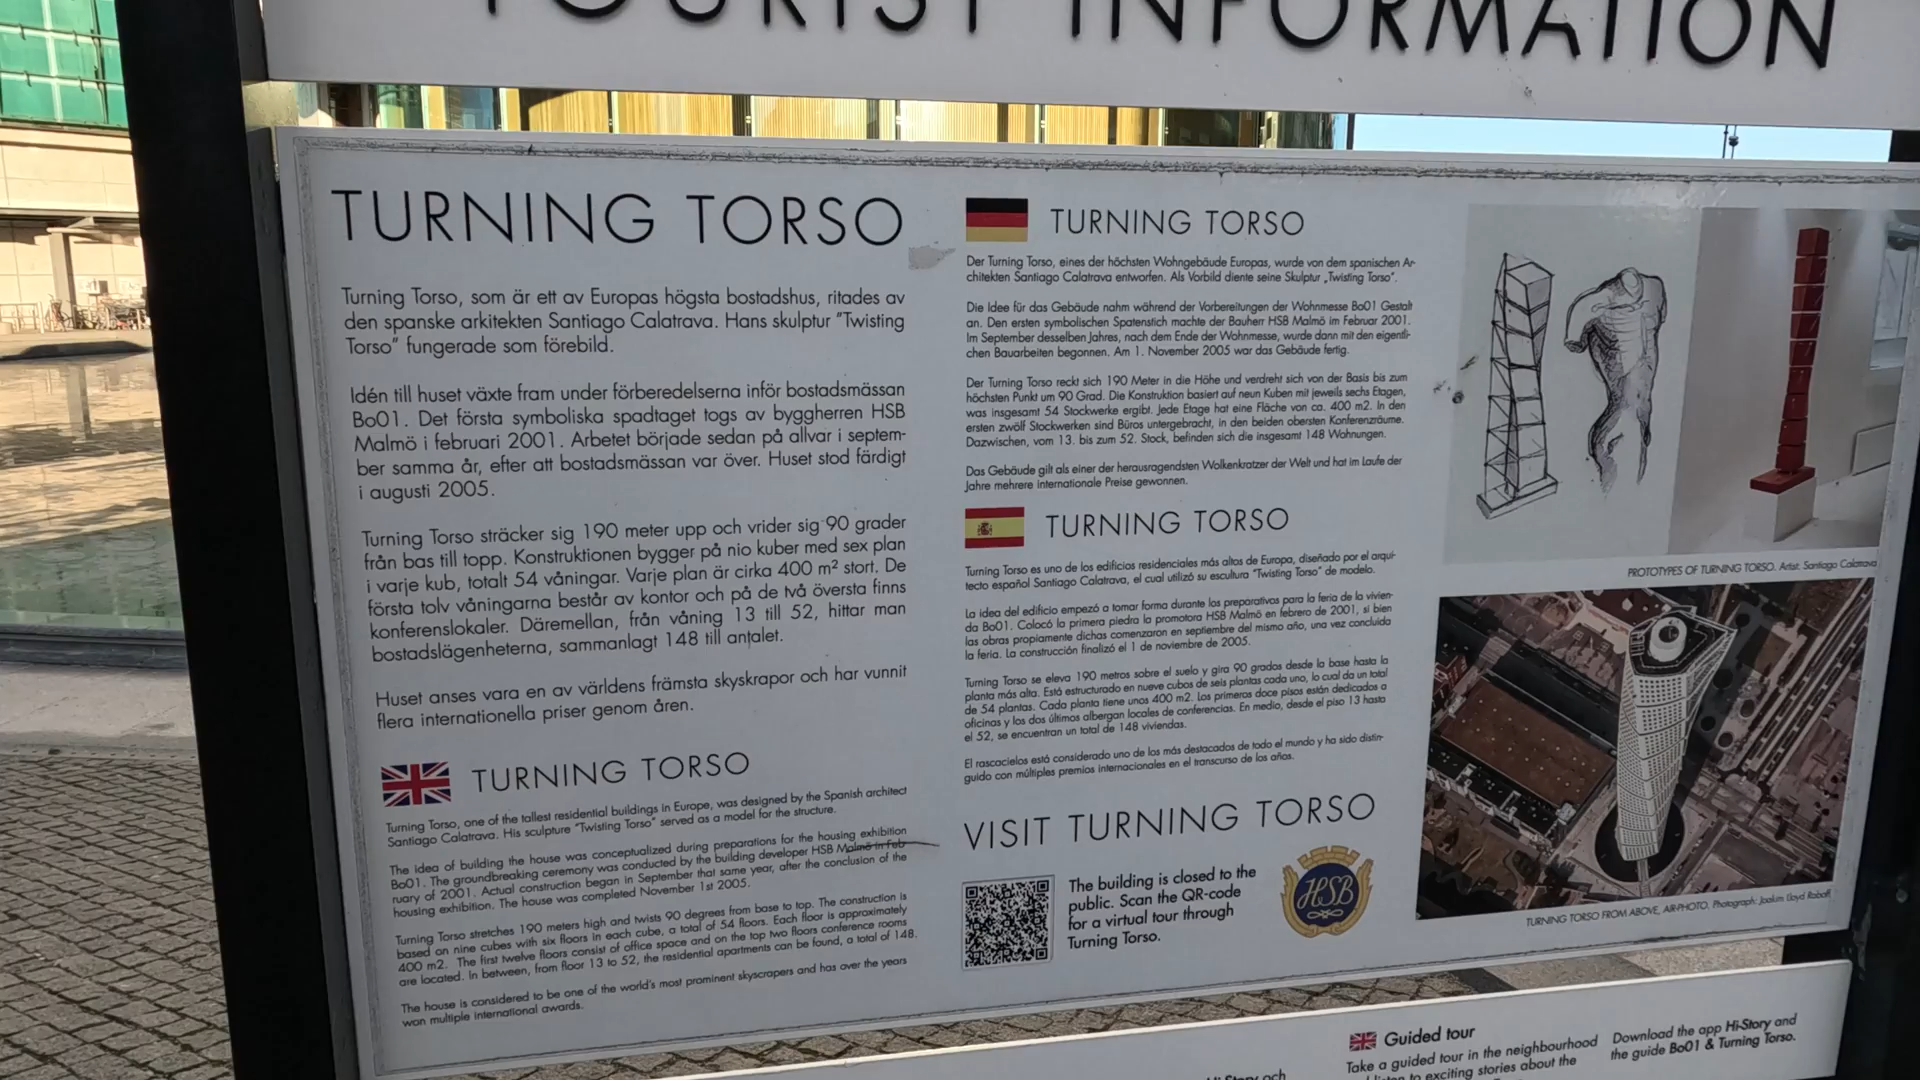 TOURIST INFORMATION
TURNING TORSO
Turning Torso, som är ett av Europas högsta bostadshus, ritades av
den spanske arkitekten Santiago Calatrava. Hans skulptur "Twisting
Torso" fungerade som förebild.
Idén till huset växte fram under förberedelserna inför bostadsmässan
Bo01. Det första symboliska spadtaget togs av byggherren HSB
Malmö i februari 2001. Arbetet började sedan på allvar i septem-
ber samma år, efter att bostadsmässan var över. Huset stod färdigt
i augusti 2005.
Turning Torso sträcker sig 190 meter upp och vrider sig 90 grader
från bas till topp. Konstruktionen bygger på nio kuber med sex plan
i varje kub, totalt 54 våningar. Varje plan är cirka 400 m² stort. De
första tolv våningarna består av kontor och på de två översta finns
konferenslokaler. Däremellan, från våning 13 till 52, hittar man
bostadslägenheterna, sammanlagt 148 till antalet.
Huset anses vara en av världens främsta skyskrapor och har vunnit
flera internationella priser genom åren.
TURNING TORSO
Turning Torso, one of the tallest residential buildings in Europe, was designed by the Spanish architect
Santiago Calatrava. His sculpture "Twisting Torso" served as a model for the structure.
The idea of building the house was conceptualized during preparations for the housing exhibition
Bo01. The groundbreaking ceremony was conducted by the building developer HSB Malmö in Feb-
ruary of 2001. Actual construction began in September that same year, after the conclusion of the
housing exhibition. The house was completed November 1st 2005.
Turning Torso stretches 190 meters high and twists 90 degrees from base to top. The construction is
based on nine cubes with six floors in each cube, a total of 54 floors. Each floor is approximately
400 m2. The first twelve floors consist of office space and on the top two floors conference rooms
are located. In between, from floor 13 to 52, the residential apartments can be found, a total of 148.
The house is considered to be one of the world's most prominent skyscrapers and has over the years
won multiple international awards.
TURNING TORSO
Der Turning Torso, eines der höchsten Wohngebäude Europas, wurde von dem spanischen Ar-
chitekten Santiago Calatrava entworfen. Als Vorbild diente seine Skulptur „Twisting Torso".
Die Idee für das Gebäude nahm während der Vorbereitungen der Wohnmesse Bo01 Gestalt
an. Den ersten symbolischen Spatenstich machte der Bauherr HSB Malmö im Februar 2001.
Im September desselben Jahres, nach dem Ende der Wohnmesse, wurde dann mit den eigentli-
chen Bauarbeiten begonnen. Am 1. November 2005 war das Gebäude fertig.
Der Turning Torso reckt sich 190 Meter in die Höhe und verdreht sich von der Basis bis zum
höchsten Punkt um 90 Grad. Die Konstruktion basiert auf neun Kuben mit jeweils sechs Etagen,
was insgesamt 54 Stockwerke ergibt. Jede Etage hat eine Fläche von ca. 400 m2. In den
ersten zwölf Stockwerken sind Büros untergebracht, in den beiden obersten Konferenzräume.
Dazwischen, vom 13. bis zum 52. Stock, befinden sich die insgesamt 148 Wohnungen.
Das Gebäude gilt als einer der herausragendsten Wolkenkratzer der Welt und hat im Laufe der
Jahre mehrere internationale Preise gewonnen.
TURNING TORSO
Turning Torso es uno de los edificios residenciales más altos de Europa, diseñado por el arqui-
tecto español Santiago Calatrava, el cual utilizó su escultura "Twisting Torso" de modelo.
La idea del edificio empezó a tomar forma durante los preparativos para la feria de la vivien-
da Bo01. Colocó la primera piedra la promotora HSB Malmö en febrero de 2001, si bien
las obras propiamente dichas comenzaron en septiembre del mismo año, una vez concluida
la feria. La construcción finalizó el 1 de noviembre de 2005.
Turning Torso se eleva 190 metros sobre el suelo y gira 90 grados desde la base hasta la
planta más alta. Está estructurado en nueve cubos de seis plantas cada uno, lo cual da un total
de 54 plantas. Cada planta tiene unos 400 m2. Los primeros doce pisos están dedicados a
oficinas y los dos últimos albergan locales de conferencias. En medio, desde el piso 13 hasta
el 52, se encuentran un total de 148 viviendas.
El rascacielos está considerado uno de los más destacados de todo el mundo y ha sido distin-
guido con múltiples premios internacionales en el transcurso de los años.
VISIT TURNING TORSO
The building is closed to the
public. Scan the QR-code
for a virtual tour through
Turning Torso.
HSB
PROTOTYPES OF TURNING TORSO. Artist: Santiago Calatrava
TURNING TORSO FROM ABOVE, AIR-PHOTO. Photograph: Joakim Lloyd Raboff
Hi-Story och
Guided tour
Take a guided tour in the neighbourhood
and listen to exciting stories about the
Download the app Hi-Story and
the guide Bo01 & Turning Torso.